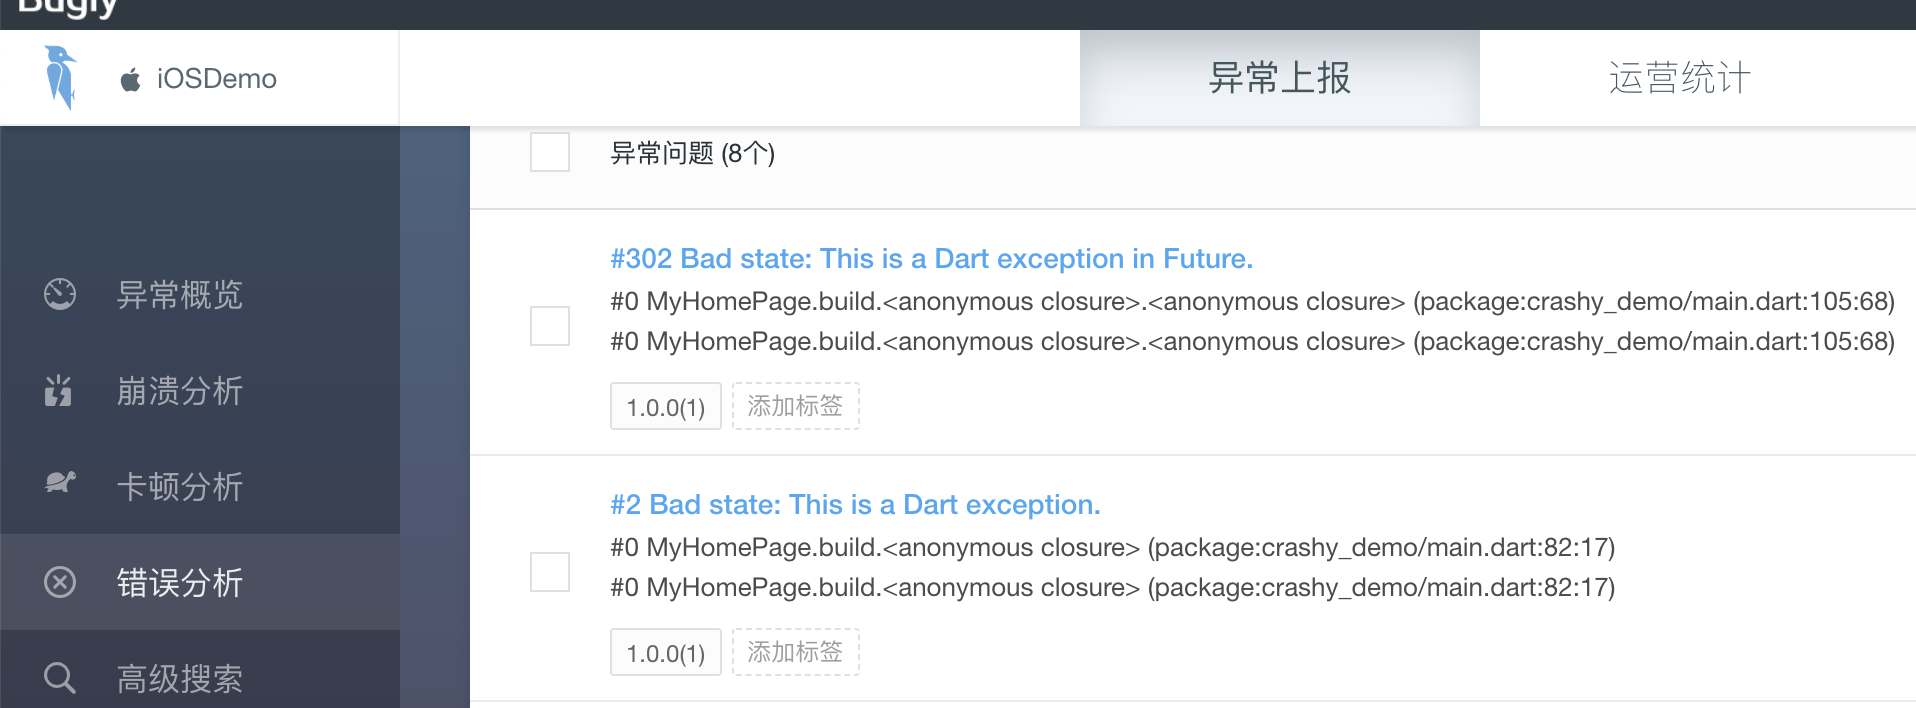 Bugly
iOSDemo
异常上报
运营统计
异常概览
崩溃分析
卡顿分析
错误分析
高级搜索
异常问题 (8个)
#302 Bad state: This is a Dart exception in Future.
#0 MyHomePage.build.<anonymous closure>.<anonymous closure> (package:crashy_demo/main.dart:105:68)
#0 MyHomePage.build.<anonymous closure>.<anonymous closure> (package:crashy_demo/main.dart:105:68)
1.0.0(1) 添加标签
#2 Bad state: This is a Dart exception.
#0 MyHomePage.build.<anonymous closure> (package:crashy_demo/main.dart:82:17)
#0 MyHomePage.build.<anonymous closure> (package:crashy_demo/main.dart:82:17)
1.0.0(1) 添加标签